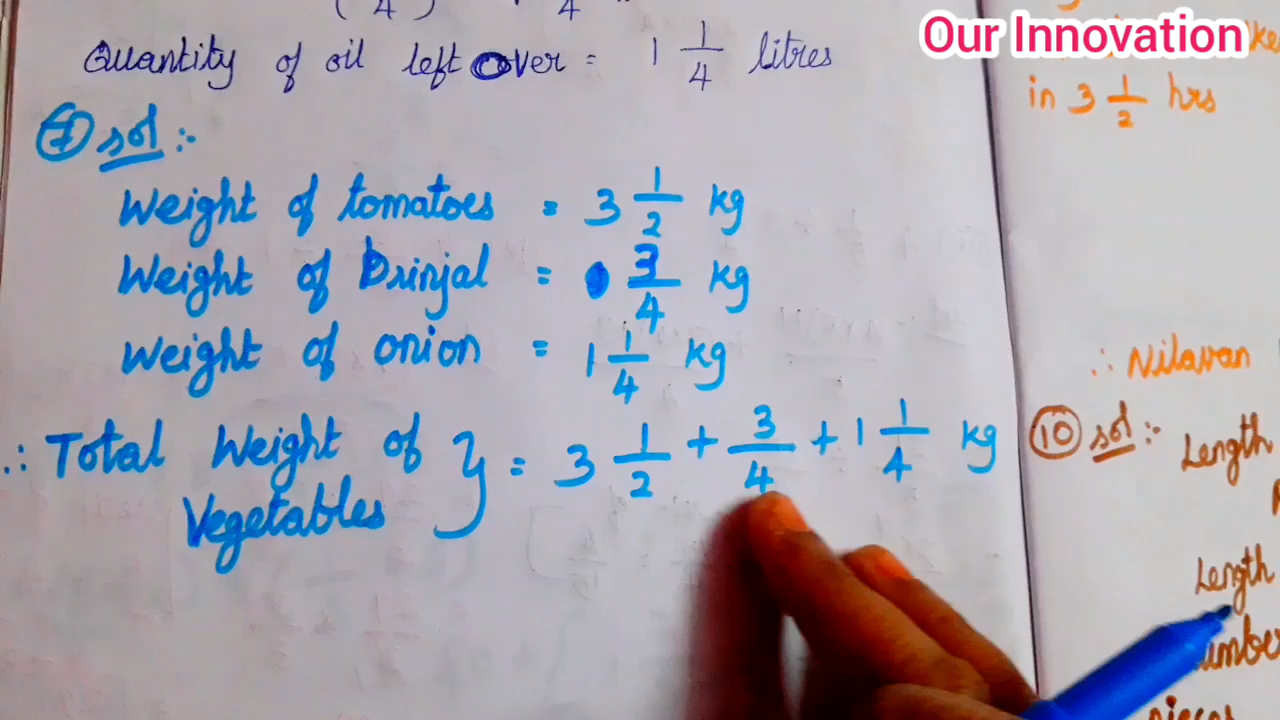 Our Innovation
Quantity of oil left over = 1 1/4 litres
in 3 1/2 hrs
sol :-
Weight of tomatoes = 3 1/2 kg
Weight of Brinjal = 3/4 kg
Weight of onion = 1 1/4 kg
∴ Total Weight of Vegetables } = 3 1/2 + 3/4 + 1 1/4 kg
∴ Nilavan
10 sol :-
Length
Length